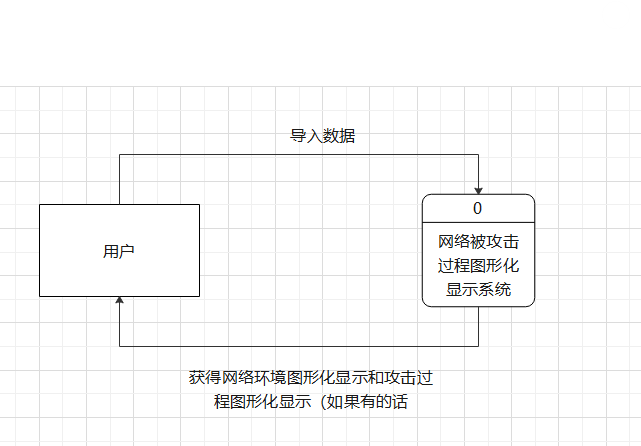 导入数据
0
用户
网络被攻击
过程图形化
显示系统
获得网络环境图形化显示和攻击过
程图形化显示（如果有的话